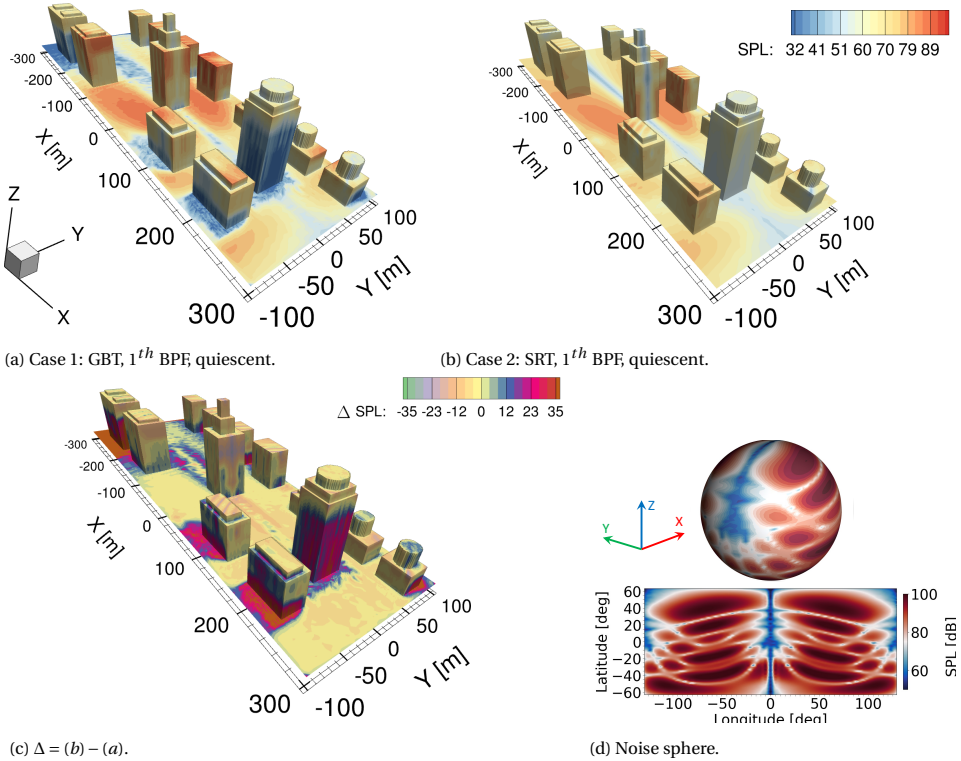 SPL: 32 41 51 60 70 79 89
-300
-200
-100
0
100
200
300
X [m]
-100
-50
0
50
100
Y [m]
Z
Y
X
-300
-200
-100
0
100
200
300
X [m]
-100
-50
0
50
100
Y [m]
(a) Case 1: GBT, 1th BPF, quiescent.
(b) Case 2: SRT, 1th BPF, quiescent.
Δ SPL: -35 -23 -12 0 12 23 35
-300
-200
-100
0
100
200
300
X [m]
-100
-50
0
50
100
Y [m]
Z
Y
X
60
40
20
0
−20
−40
−60
Latitude [deg]
−100 −50 0 50 100
Longitude [deg]
100
80
60
SPL [dB]
(c) Δ = (b) − (a).
(d) Noise sphere.